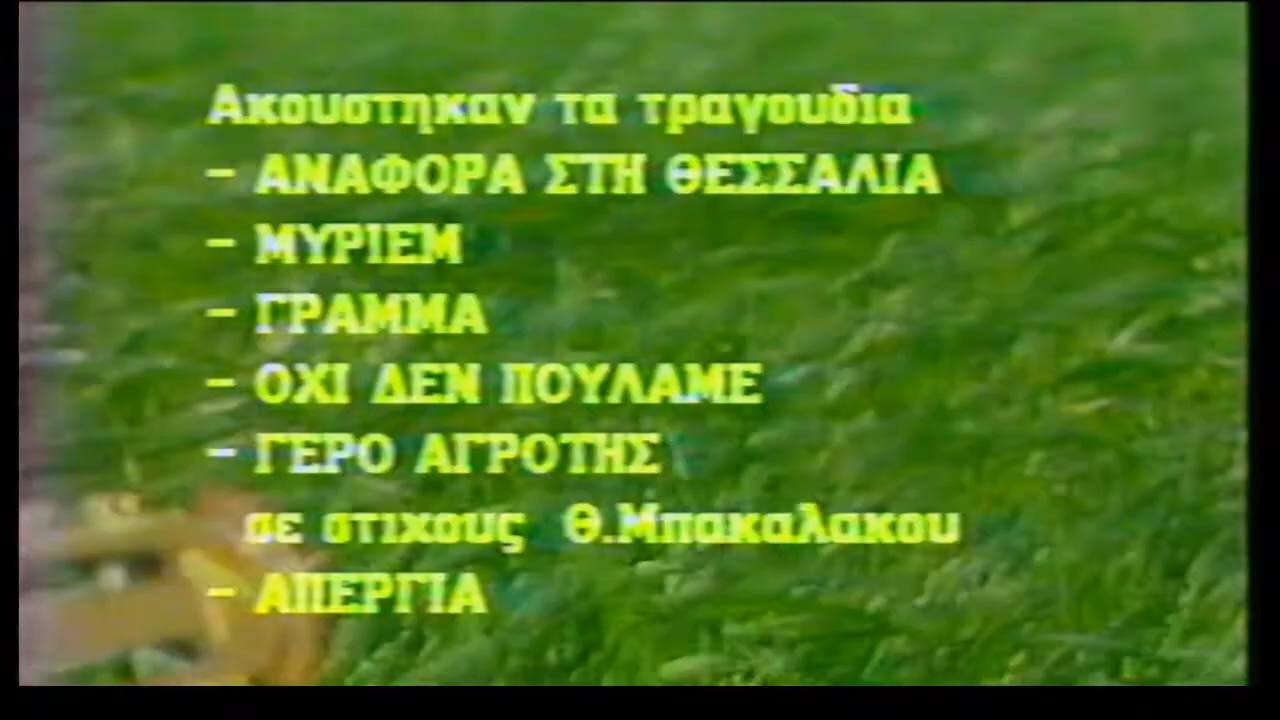 Ακουστηκαν τα τραγουδια
- ΑΝΑΦΟΡΑ ΣΤΗ ΘΕΣΣΑΛΙΑ
- ΜΥΡΙΕΜ
- ΓΡΑΜΜΑ
- ΟΧΙ ΔΕΝ ΠΟΥΛΑΜΕ
- ΓΕΡΟ ΑΓΡΟΤΗΣ
σε στιχους Θ.Μπακαλακου
- ΑΠΕΡΓΙΑ